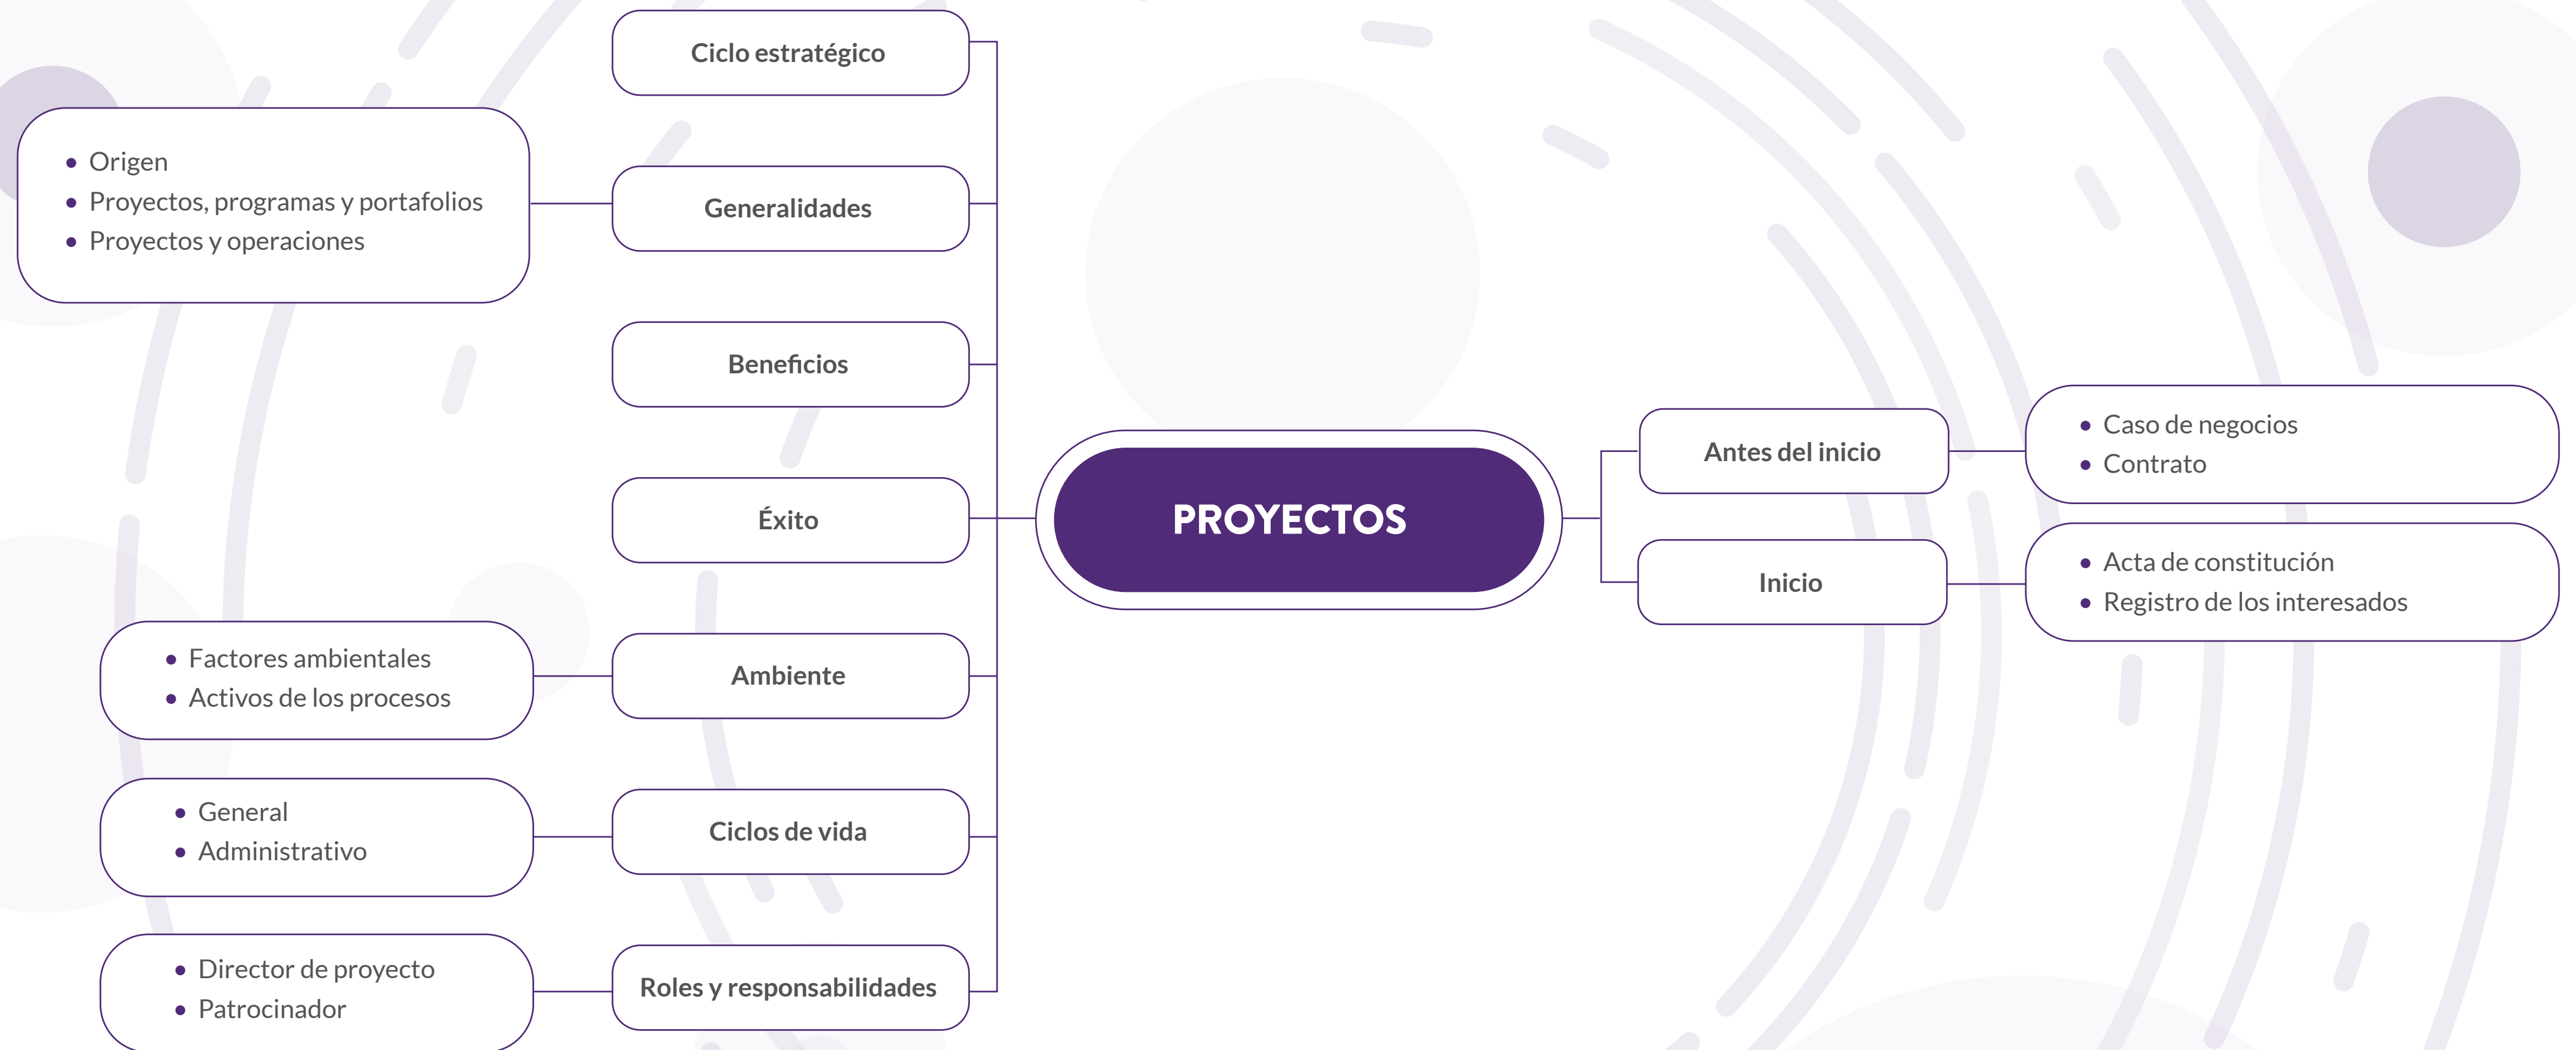 Ciclo estratégico
Origen
Proyectos, programas y portafolios
Proyectos y operaciones
Generalidades
Beneficios
Éxito
Factores ambientales
Activos de los procesos
Ambiente
General
Administrativo
Ciclos de vida
Director de proyecto
Patrocinador
Roles y responsabilidades
PROYECTOS
Antes del inicio
Caso de negocios
Contrato
Inicio
Acta de constitución
Registro de los interesados